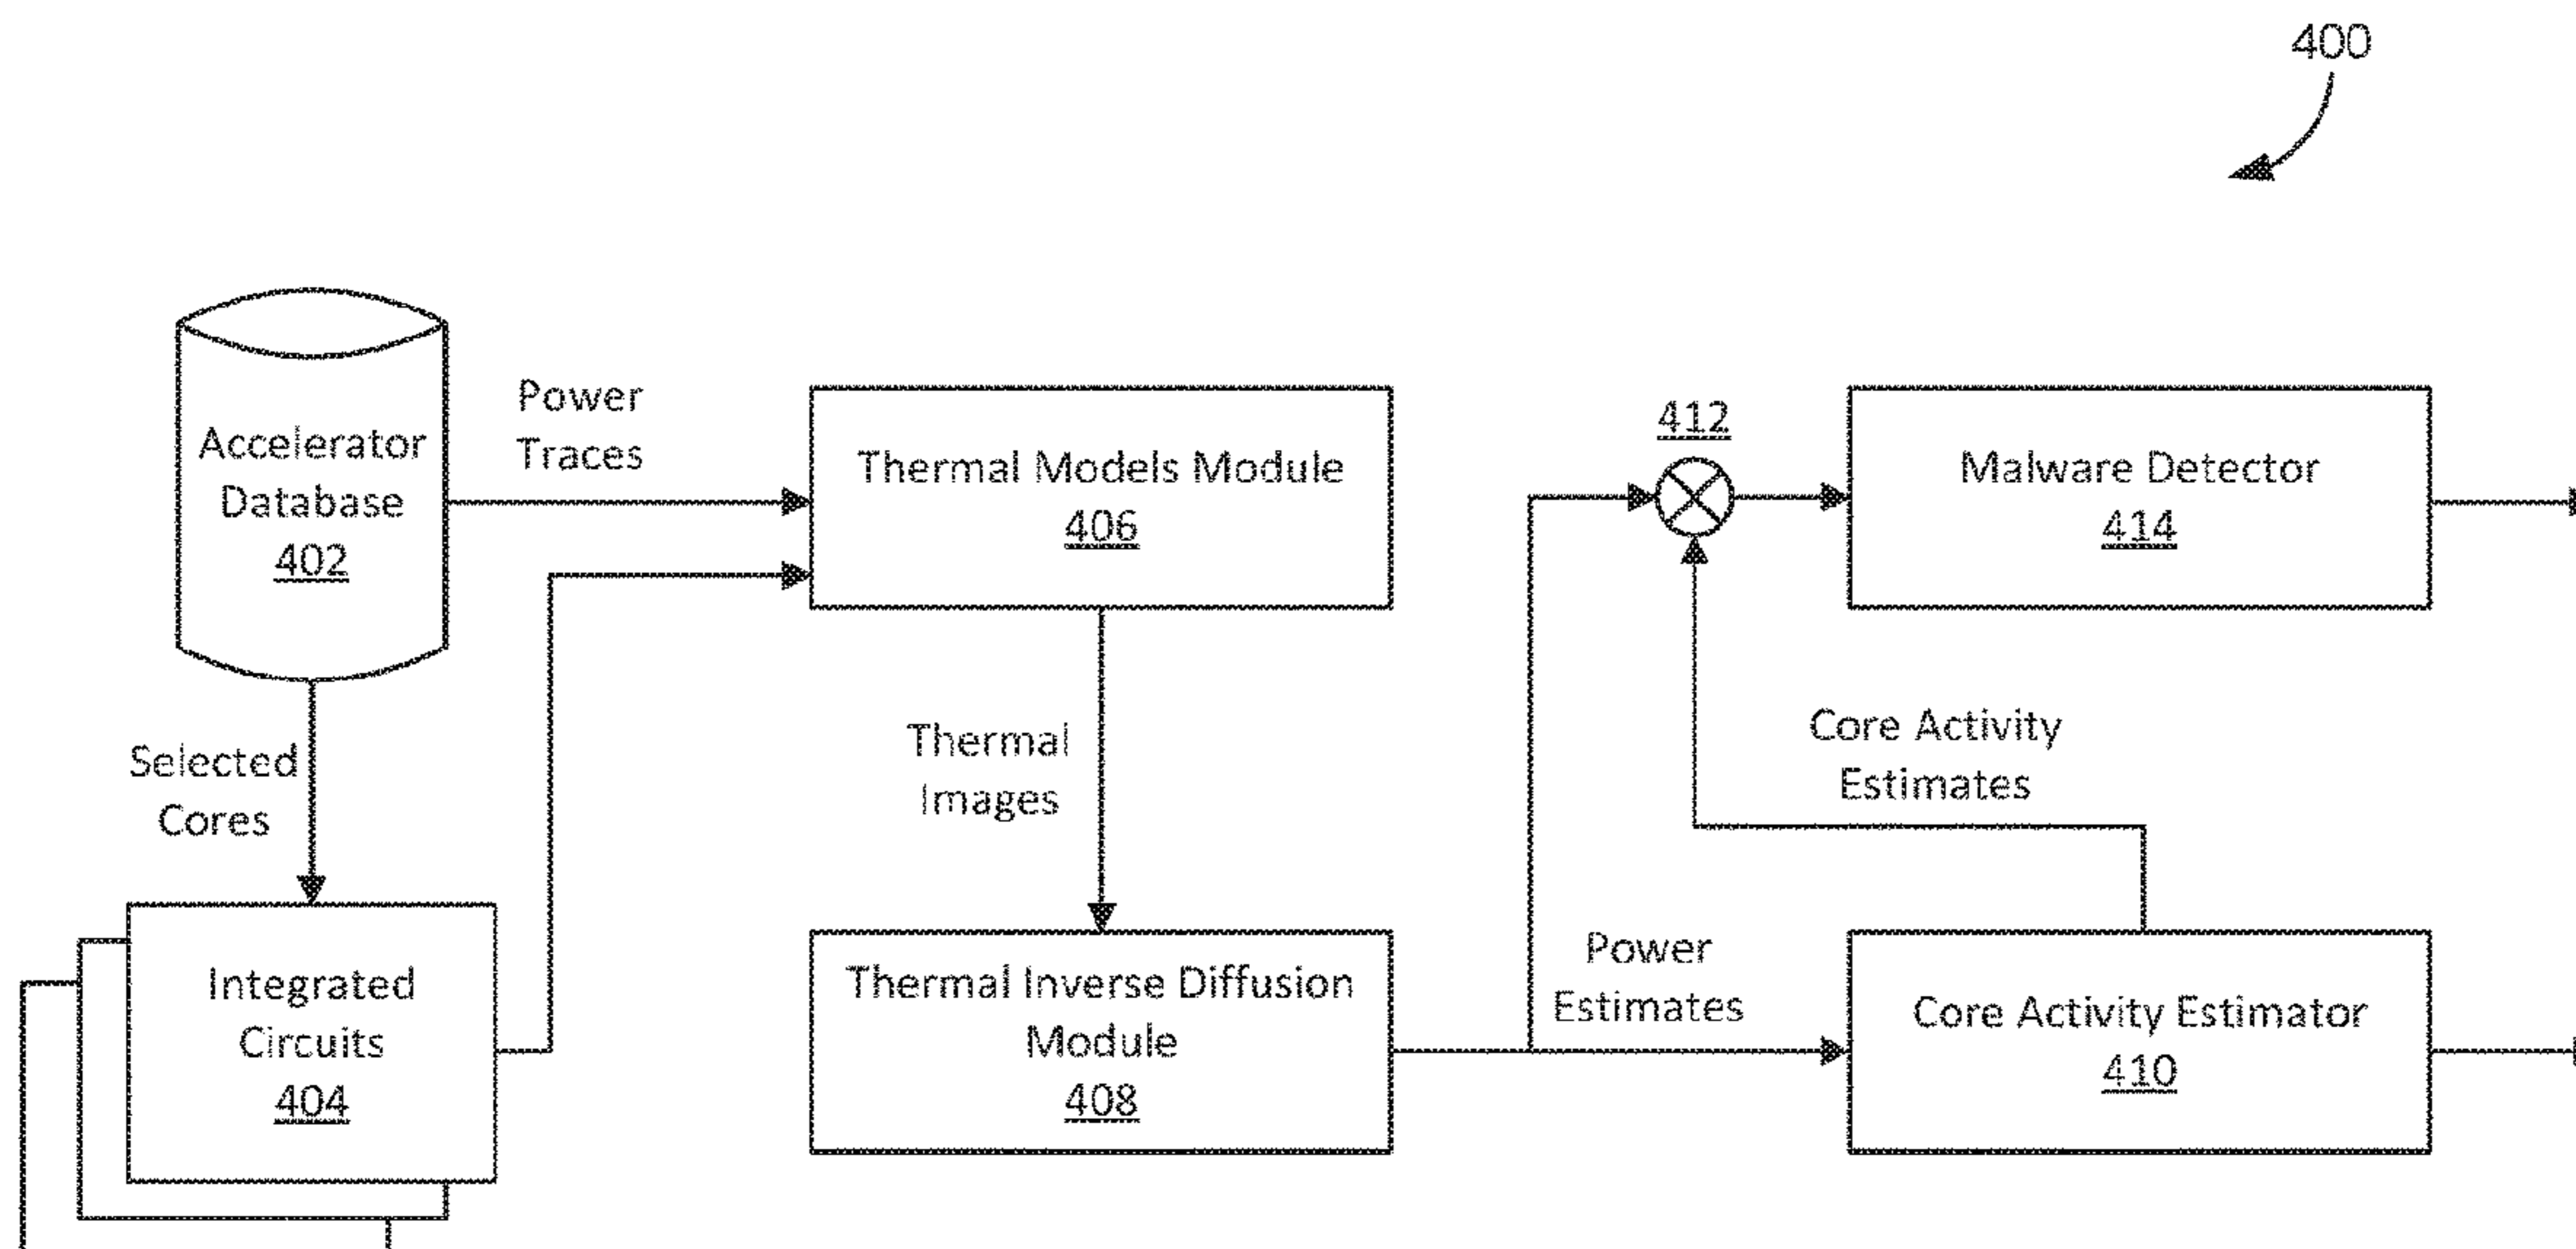 400
Accelerator
Database
402
Power
Traces
Thermal Models Module
406
412
Malware Detector
414
Selected
Cores
Thermal
Images
Core Activity
Estimates
Integrated
Circuits
404
Thermal Inverse Diffusion
Module
408
Power
Estimates
Core Activity Estimator
410